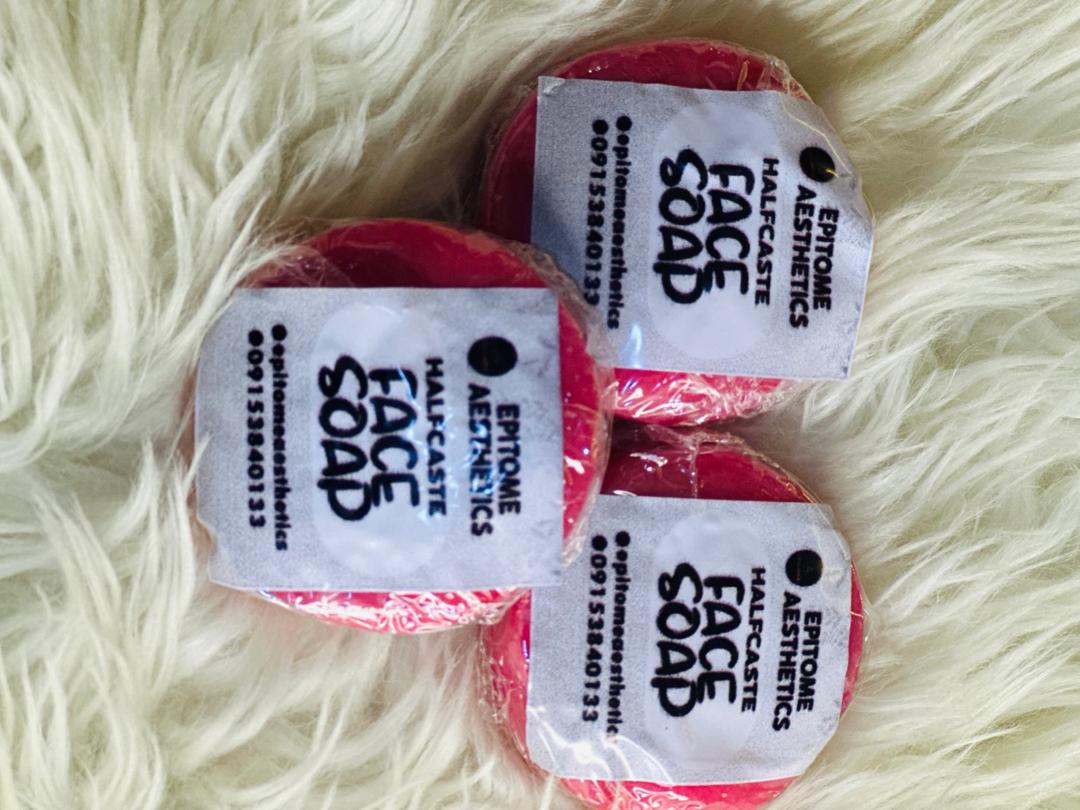 EPITOME
AESTHETICS
HALFCASTE
FACE
SOAP
epitomeaesthetics
09153840133
EPITOME
AESTHETICS
HALFCASTE
FACE
SOAP
epitomeaesthetics
09153840133
EPITOME
AESTHETICS
HALFCASTE
FACE
SOAP
epitomeaesthetics
09153840133